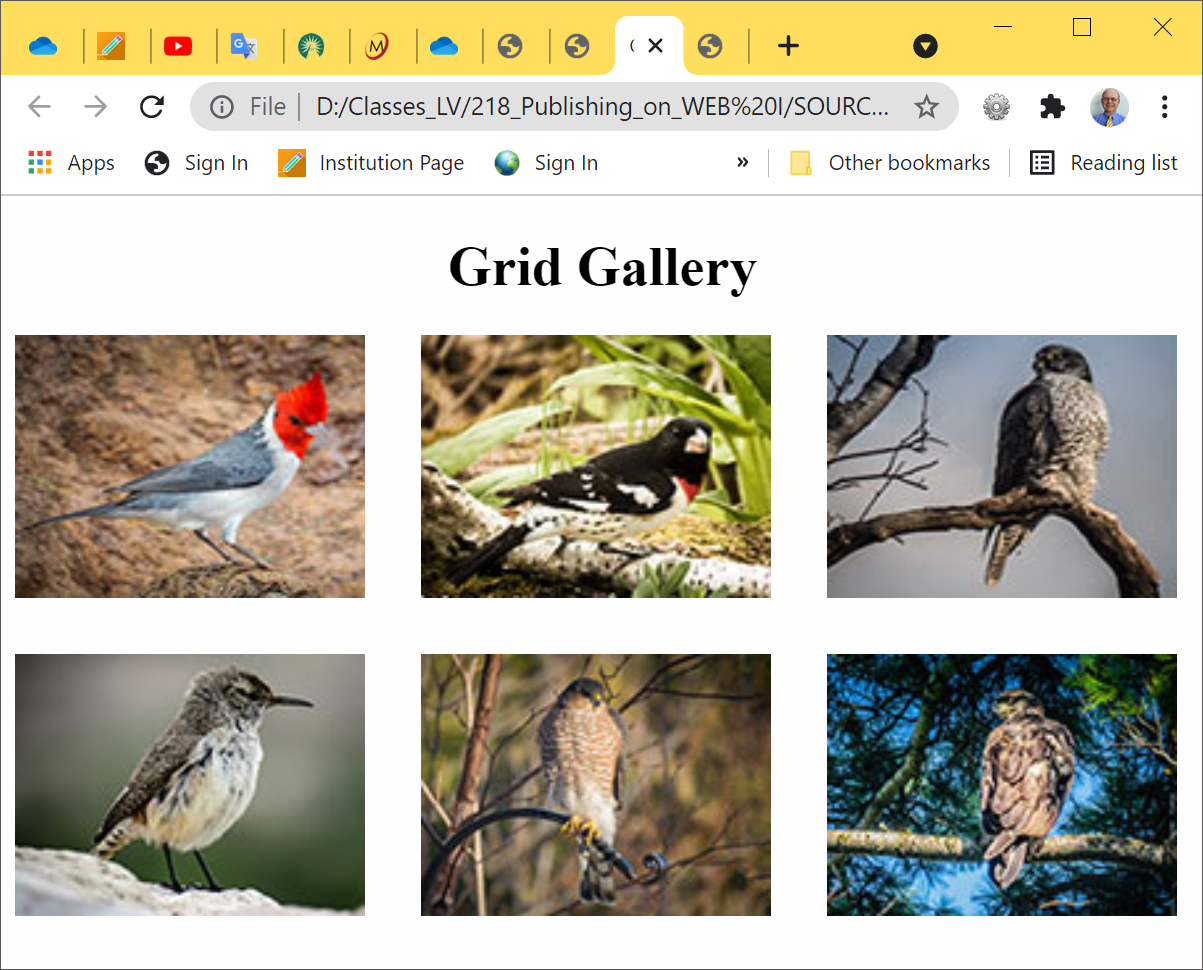 G
M
(
File
D:/Classes_LV/218_Publishing_on_WEB%20I/SOURC...
Apps
Sign In
Institution Page
Sign In
»
Other bookmarks
Reading list
Grid Gallery